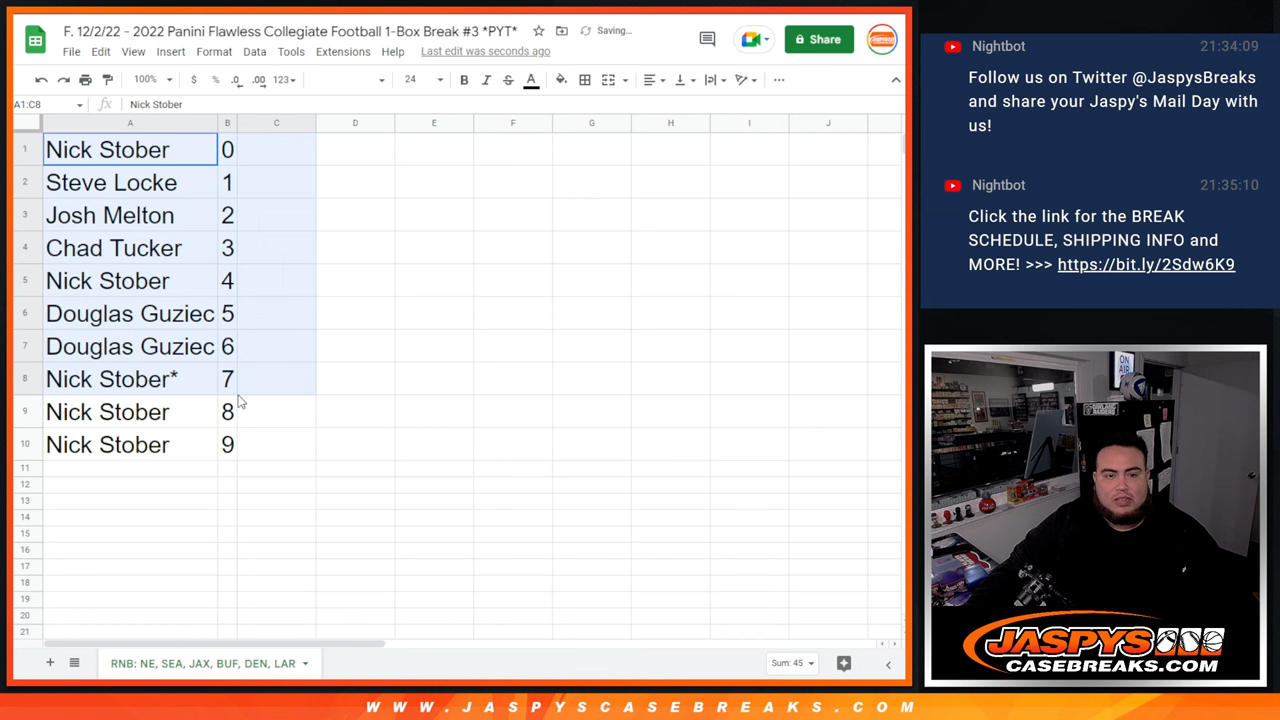 F. 12/2/22 - 2022 Panini Flawless Collegiate Football 1-Box Break #3 *PYT*
Saving...
File Edit View Insert Format Data Tools Extensions Help Last edit was seconds ago
Share
100% $ % .0 .00 123 24 B I S A
A1:C8 fx Nick Stober
A B C D E F G H I J
1 Nick Stober 0
2 Steve Locke 1
3 Josh Melton 2
4 Chad Tucker 3
5 Nick Stober 4
6 Douglas Guziec 5
7 Douglas Guziec 6
8 Nick Stober* 7
9 Nick Stober 8
10 Nick Stober 9
11
12
13
14
15
16
17
18
19
20
21
RNB: NE, SEA, JAX, BUF, DEN, LAR
Sum: 45
Nightbot 21:34:09
Follow us on Twitter @JaspysBreaks
and share your Jaspy's Mail Day with
us!
Nightbot 21:35:10
Click the link for the BREAK
SCHEDULE, SHIPPING INFO and
MORE! >>> https://bit.ly/2Sdw6K9
ON
AIR
JASPYS
CASEBREAKS.COM
WWW.JASPYSCASEBREAKS.COM